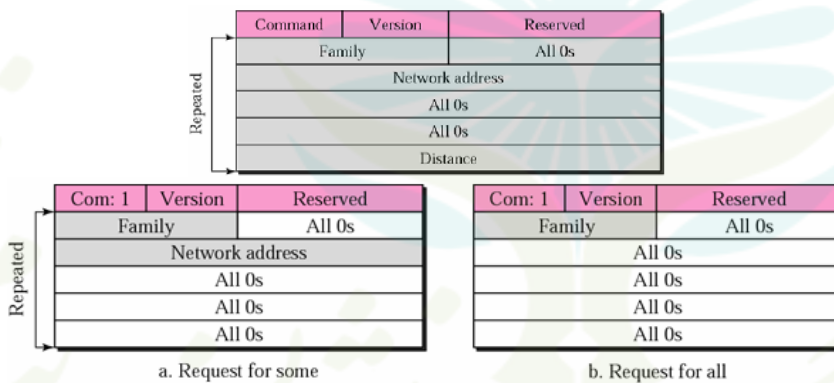 Command Version Reserved
Family All 0s
Network address
All 0s
All 0s
Distance
Repeated
Com: 1 Version Reserved
Family All 0s
Network address
All 0s
All 0s
All 0s
Repeated
a. Request for some
Com: 1 Version Reserved
Family All 0s
All 0s
All 0s
All 0s
All 0s
b. Request for all